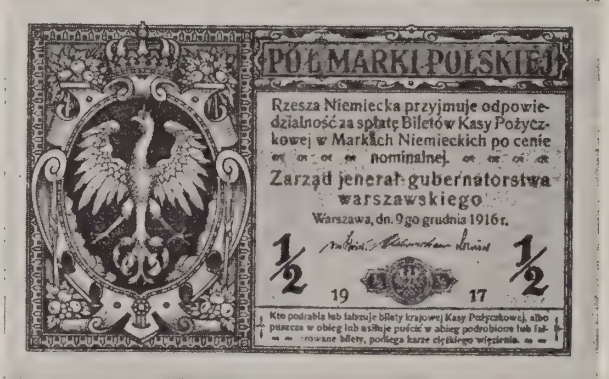 PÓŁ MARKI POLSKIEJ
Rzesza Niemiecka przyjmuje odpowie-
dzialność za spłatę Biletów Kasy Pożycz-
kowej w Markach Niemieckich po cenie
nominalnej.
Zarząd jenerał-gubernatorstwa
warszawskiego
Warszawa, dn. 9go grudnia 1916 r.
1/2 1/2
19 17
Kto podrabia lub fałszuje bilety krajowej Kasy Pożyczkowej, albo
puszcza w obieg lub usiłuje puścić w obieg podrobione lub fał-
szowane bilety, podlega karze ciężkiego więzienia.